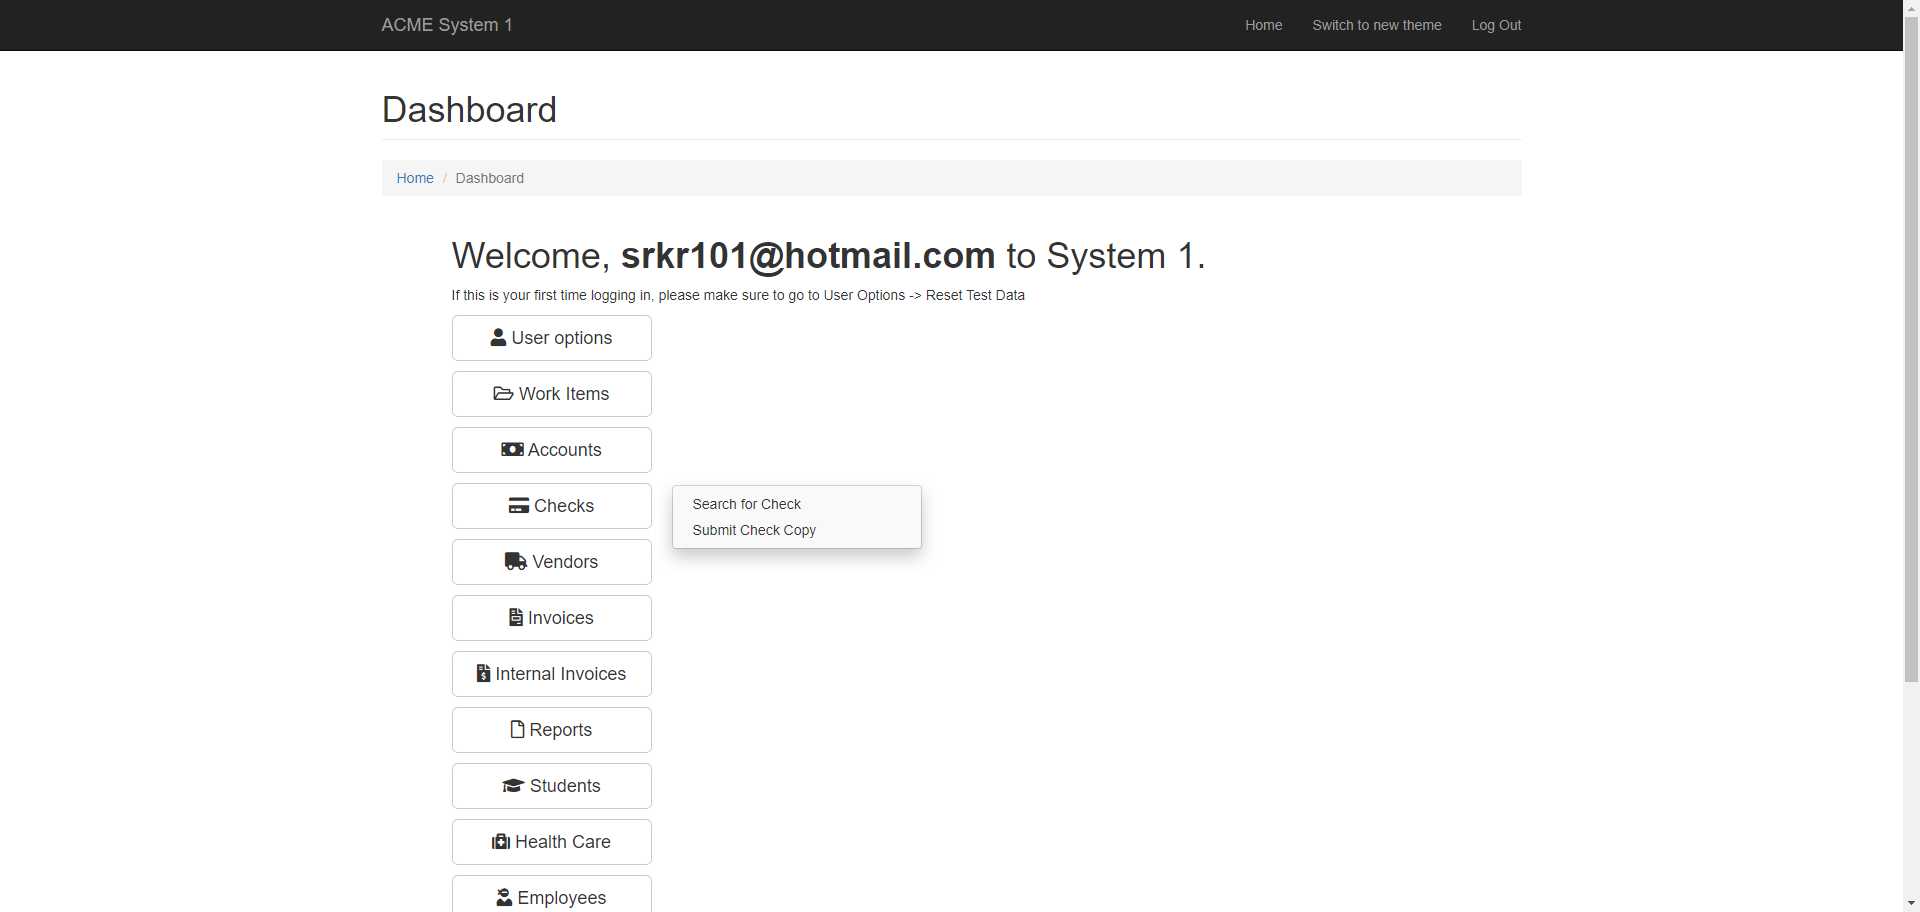 ACME System 1
Home
Switch to new theme
Log Out
Dashboard
Home / Dashboard
Welcome, srkr101@hotmail.com to System 1.
If this is your first time logging in, please make sure to go to User Options -> Reset Test Data
User options
Work Items
Accounts
Checks
Search for Check
Submit Check Copy
Vendors
Invoices
Internal Invoices
Reports
Students
Health Care
Employees